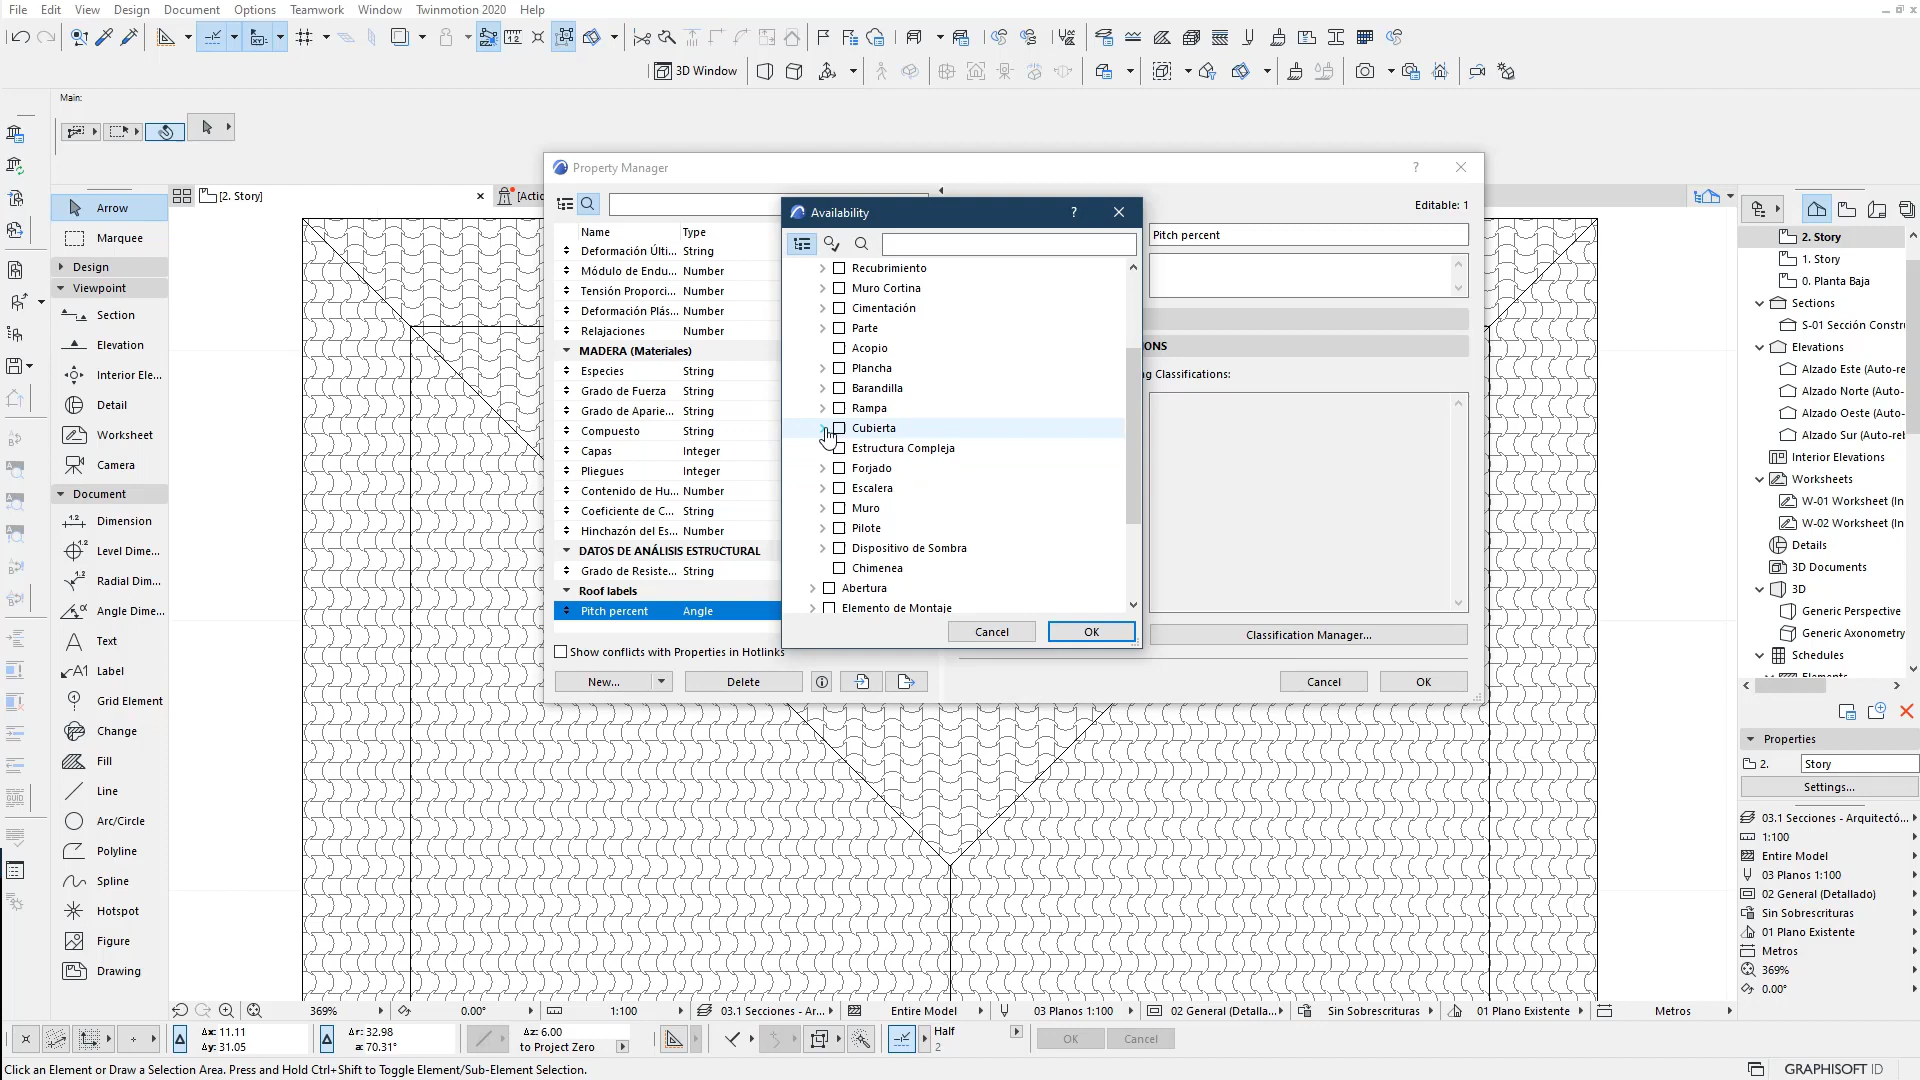 File Edit View Design Document Options Teamwork Window Twinmotion 2020 Help
3D Window
Main:
[2. Story]
[Actio
Arrow
Marquee
Design
Viewpoint
Section
Elevation
Interior Ele...
Detail
Worksheet
Camera
Document
Dimension
Level Dime...
Radial Dim...
Angle Dime...
Text
Label
Grid Element
Change
Fill
Line
Arc/Circle
Polyline
Spline
Hotspot
Figure
Drawing
Property Manager
Editable: 1
Name Type
Deformación Últi... String
Módulo de Endu... Number
Tensión Proporci... Number
Deformación Plás... Number
Relajaciones Number
MADERA (Materiales)
Especies String
Grado de Fuerza String
Grado de Aparie... String
Compuesto String
Capas Integer
Pliegues Integer
Contenido de Hu... Number
Coeficiente de C... String
Hinchazón del Es... Number
DATOS DE ANÁLISIS ESTRUCTURAL
Grado de Resiste... String
Roof labels
Pitch percent Angle
Show conflicts with Properties in Hotlinks
New... Delete
Pitch percent
IONS
ng Classifications:
Classification Manager...
Cancel OK
Availability
Recubrimiento
Muro Cortina
Cimentación
Parte
Acopio
Plancha
Barandilla
Rampa
Cubierta
Estructura Compleja
Forjado
Escalera
Muro
Pilote
Dispositivo de Sombra
Chimenea
Abertura
Elemento de Montaje
Cancel OK
2. Story
1. Story
0. Planta Baja
Sections
S-01 Sección Constru
Elevations
Alzado Este (Auto-re
Alzado Norte (Auto-
Alzado Oeste (Auto-
Alzado Sur (Auto-reb
Interior Elevations
Worksheets
W-01 Worksheet (In
W-02 Worksheet (In
Details
3D Documents
3D
Generic Perspective
Generic Axonometry
Schedules
Elements
Properties
2. Story
Settings...
03.1 Secciones - Arquitectó...
1:100
Entire Model
03 Planos 1:100
02 General (Detallado)
Sin Sobrescrituras
01 Plano Existente
Metros
369%
0.00°
369% 0.00° 1:100 03.1 Secciones - Ar... Entire Model 03 Planos 1:100 02 General (Detalla... Sin Sobrescrituras 01 Plano Existente Metros
Δx: 11.11
Δy: 31.05
Δr: 32.98
a: 70.31°
Δz: 6.00
to Project Zero
Half
2
OK Cancel
Click an Element or Draw a Selection Area. Press and Hold Ctrl+Shift to Toggle Element/Sub-Element Selection.
GRAPHISOFT ID